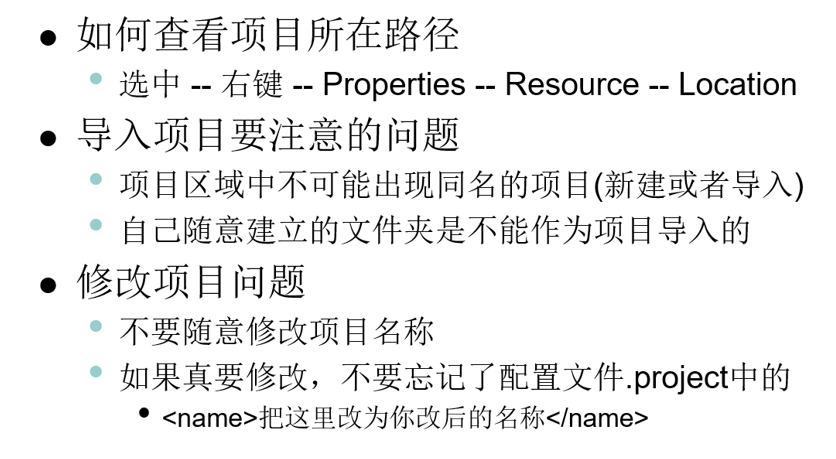 如何查看项目所在路径
选中 -- 右键 -- Properties -- Resource -- Location
导入项目要注意的问题
项目区域中不可能出现同名的项目(新建或者导入)
自己随意建立的文件夹是不能作为项目导入的
修改项目问题
不要随意修改项目名称
如果真要修改，不要忘记了配置文件.project中的
<name>把这里改为你改后的名称</name>